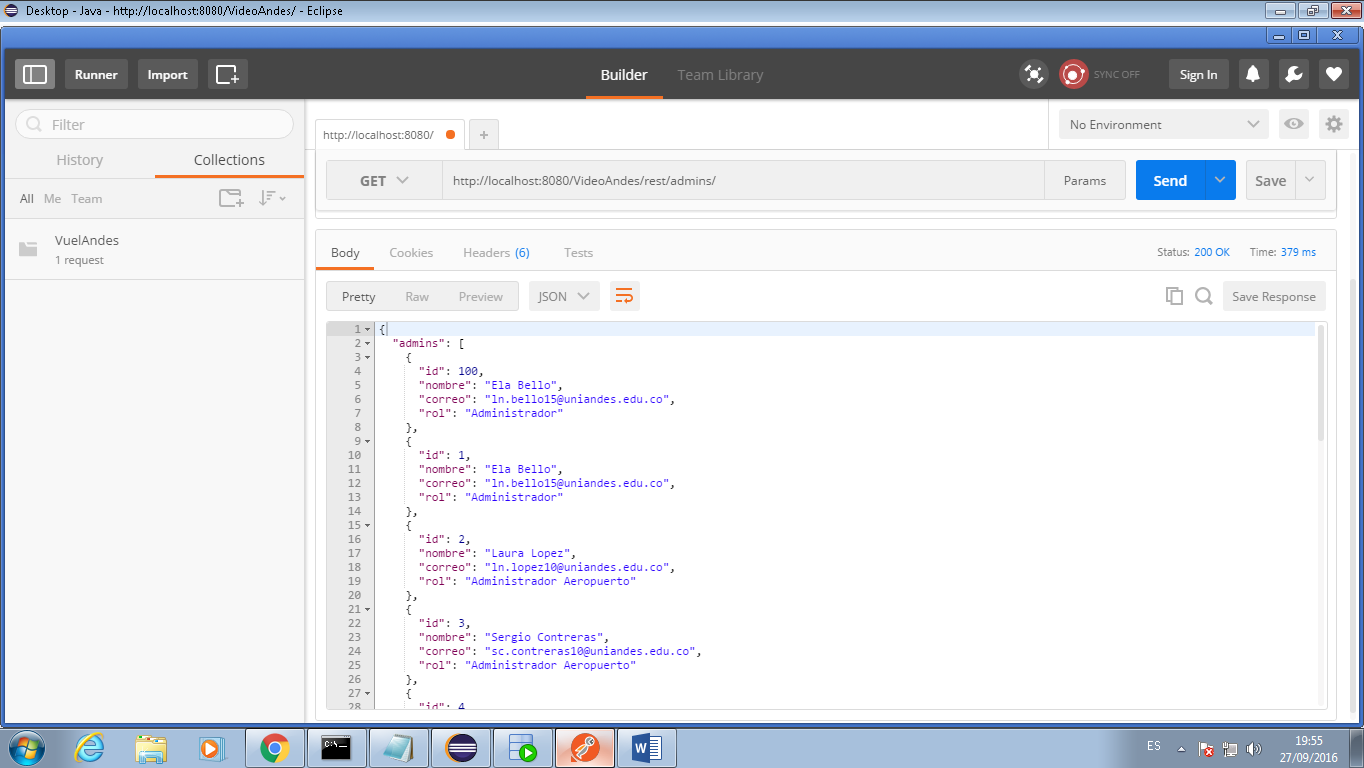 Desktop - Java - http://localhost:8080/VideoAndes/ - Eclipse
Runner Import Builder Team Library SYNC OFF Sign In
Filter
History Collections
All Me Team
VuelAndes
1 request
http://localhost:8080/ + No Environment
GET http://localhost:8080/VideoAndes/rest/admins/ Params Send Save
Body Cookies Headers (6) Tests Status: 200 OK Time: 379 ms
Pretty Raw Preview JSON Save Response
1 {
2 "admins": [
3 {
4 "id": 100,
5 "nombre": "Ela Bello",
6 "correo": "ln.bello15@uniandes.edu.co",
7 "rol": "Administrador"
8 },
9 {
10 "id": 1,
11 "nombre": "Ela Bello",
12 "correo": "ln.bello15@uniandes.edu.co",
13 "rol": "Administrador"
14 },
15 {
16 "id": 2,
17 "nombre": "Laura Lopez",
18 "correo": "ln.lopez10@uniandes.edu.co",
19 "rol": "Administrador Aeropuerto"
20 },
21 {
22 "id": 3,
23 "nombre": "Sergio Contreras",
24 "correo": "sc.contreras10@uniandes.edu.co",
25 "rol": "Administrador Aeropuerto"
26 },
27 {
28 "id": 4
C:\_
ES 19:55
27/09/2016